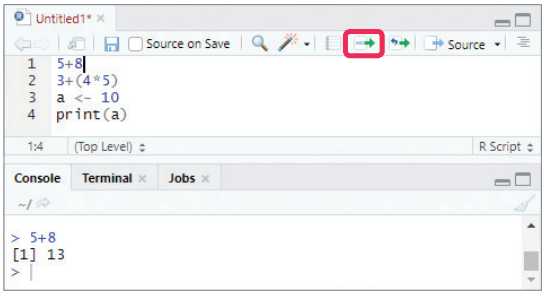 Untitled1* ×
Source on Save Source
1 5+8
2 3+(4*5)
3 a <- 10
4 print(a)
1:4 (Top Level) R Script
Console Terminal × Jobs ×
~/
> 5+8
[1] 13
>